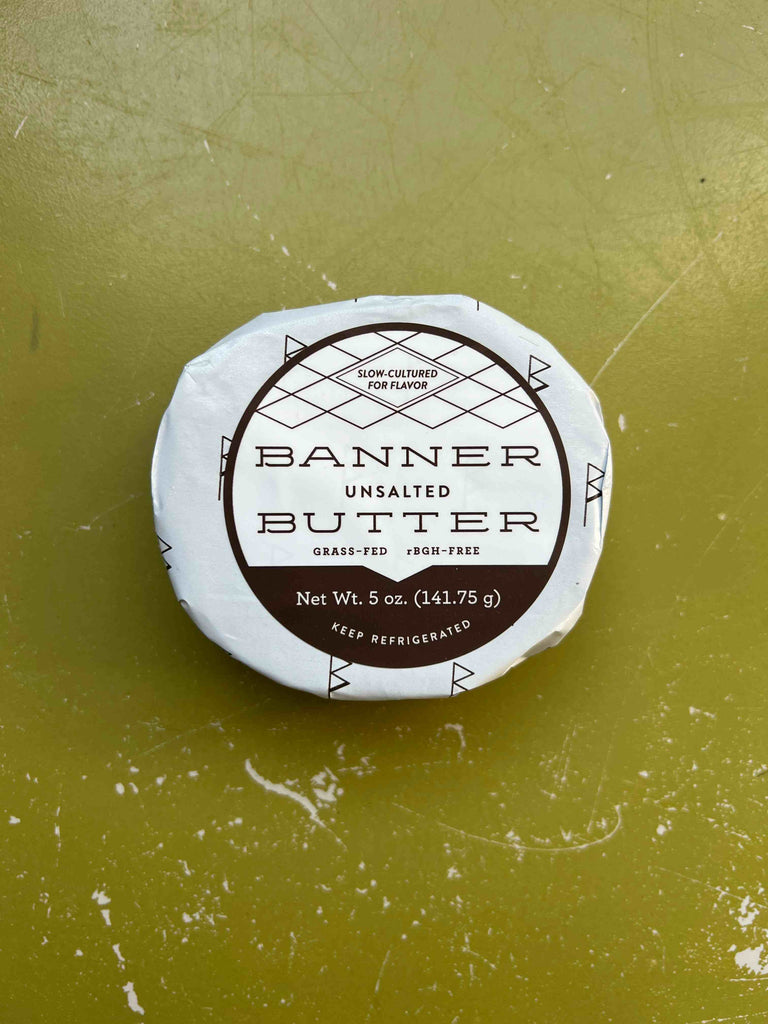 SLOW-CULTURED
FOR FLAVOR
BANNER
UNSALTED
BUTTER
GRASS-FED rBGH-FREE
Net Wt. 5 oz. (141.75 g)
KEEP REFRIGERATED